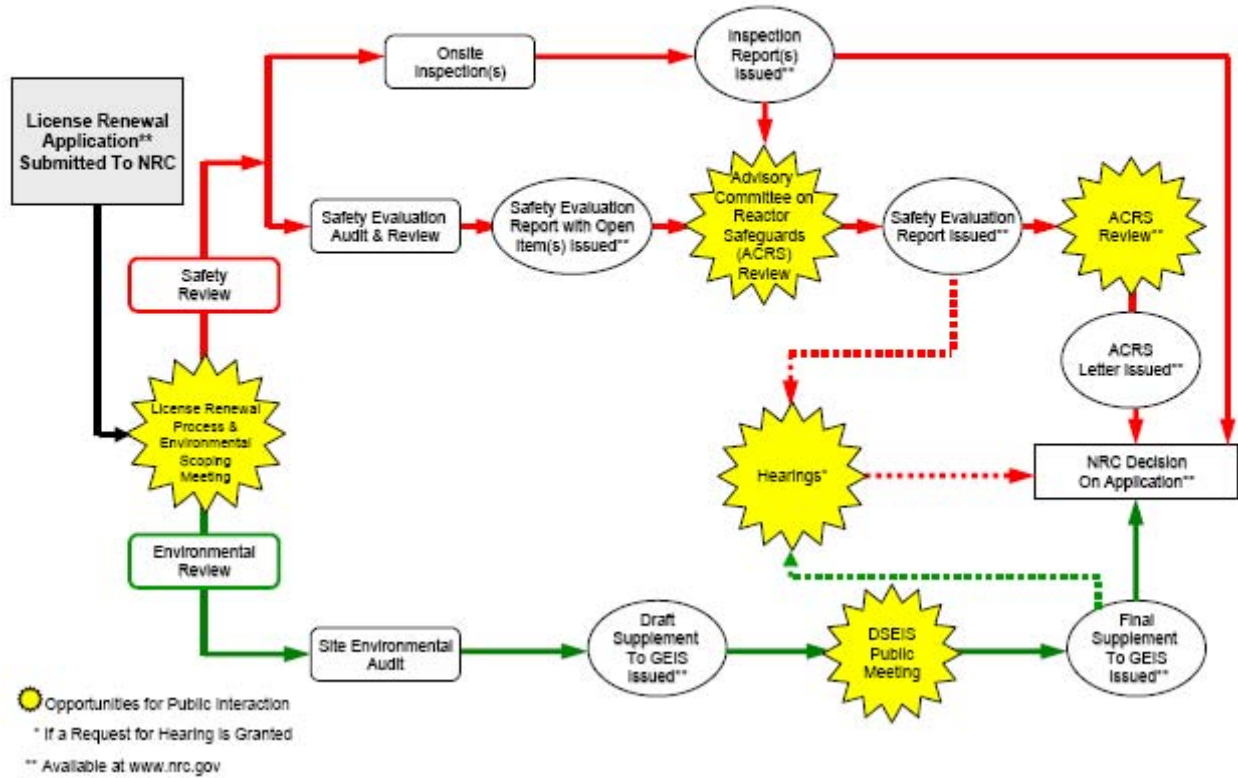 Onsite
Inspection(s)
Inspection
Report(s)
Issued**
License Renewal
Application**
Submitted To NRC
Safety Evaluation
Audit & Review
Safety Evaluation
Report with Open
Item(s) Issued**
Advisory
Committee on
Reactor
Safeguards
(ACRS)
Review
Safety Evaluation
Report Issued**
ACRS
Review**
Safety
Review
ACRS
Letter Issued**
License Renewal
Process &
Environmental
Scoping
Meeting
Hearings*
NRC Decision
On Application**
Environmental
Review
Site Environmental
Audit
Draft
Supplement
To GEIS
Issued**
DSEIS
Public
Meeting
Final
Supplement
To GEIS
Issued**
Opportunities for Public Interaction
* If a Request for Hearing is Granted
** Available at www.nrc.gov